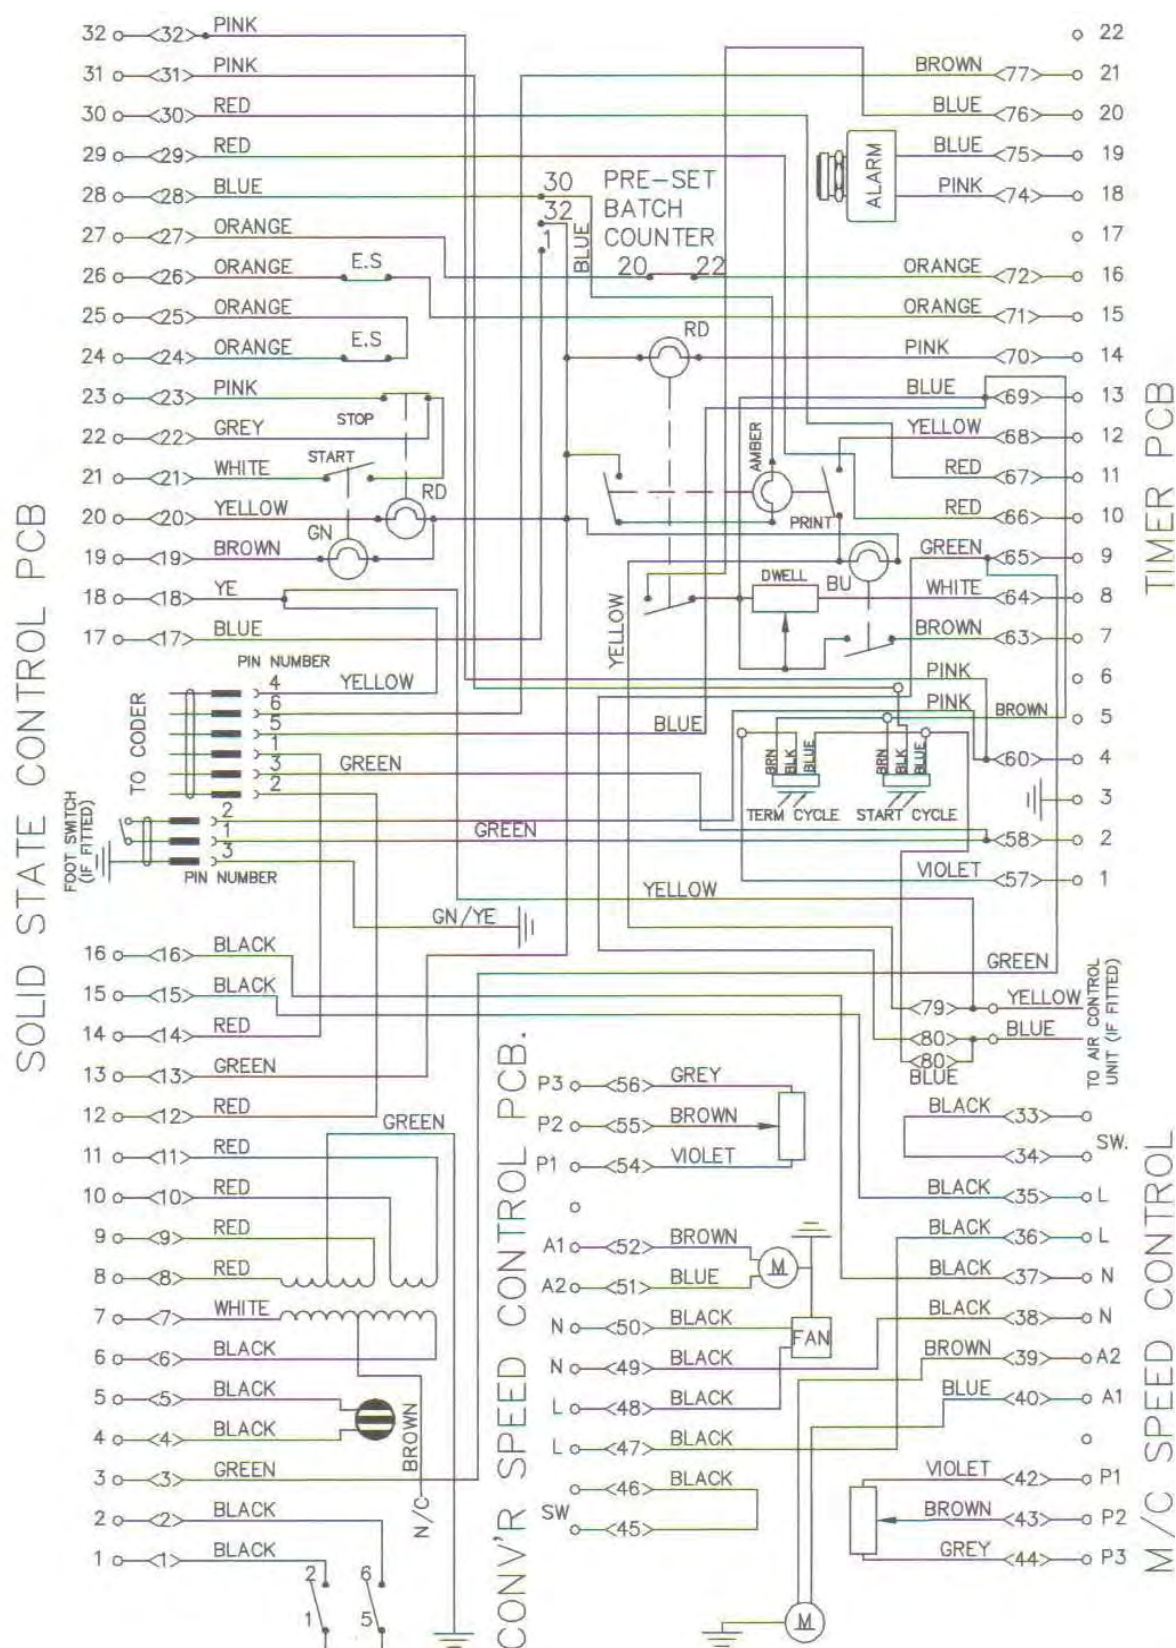 SOLID STATE CONTROL PCB
32 <32> PINK
31 <31> PINK
30 <30> RED
29 <29> RED
28 <28> BLUE
27 <27> ORANGE
26 <26> ORANGE E.S
25 <25> ORANGE
24 <24> ORANGE E.S
23 <23> PINK
STOP
22 <22> GREY
START
21 <21> WHITE
RD
20 <20> YELLOW
GN
19 <19> BROWN
18 <18> YE
17 <17> BLUE
PIN NUMBER
TO CODER
4 YELLOW
6
5 BLUE
1
3 GREEN
2
FOOT SWITCH
(IF FITTED)
2
1 GREEN
3
PIN NUMBER
GN/YE
16 <16> BLACK
15 <15> BLACK
14 <14> RED
13 <13> GREEN
12 <12> RED
GREEN
11 <11> RED
10 <10> RED
9 <9> RED
8 <8> RED
7 <7> WHITE
6 <6> BLACK
5 <5> BLACK
4 <4> BLACK
BROWN
N/C
3 <3> GREEN
2 <2> BLACK
1 <1> BLACK
2 6
1 5
30
32
1
BLUE
PRE-SET
BATCH
COUNTER
20 22
RD
AMBER
PRINT
BU
DWELL
YELLOW
YELLOW
BRN BLK BLUE
TERM CYCLE
BRN BLK BLUE
START CYCLE
ALARM
TIMER PCB
22
BROWN <77> 21
BLUE <76> 20
BLUE <75> 19
PINK <74> 18
17
ORANGE <72> 16
ORANGE <71> 15
PINK <70> 14
BLUE <69> 13
YELLOW <68> 12
RED <67> 11
RED <66> 10
GREEN <65> 9
WHITE <64> 8
BROWN <63> 7
PINK 6
PINK BROWN 5
<60> 4
3
<58> 2
VIOLET <57> 1
GREEN
<79> YELLOW
<80> BLUE
<80>
BLUE
TO AIR CONTROL
UNIT (IF FITTED)
CONV'R SPEED CONTROL PCB.
P3 <56> GREY
P2 <55> BROWN
P1 <54> VIOLET
A1 <52> BROWN
M
A2 <51> BLUE
N <50> BLACK
FAN
N <49> BLACK
L <48> BLACK
L <47> BLACK
<46> BLACK
SW
<45>
M/C SPEED CONTROL
BLACK <33>
SW.
<34>
BLACK <35> L
BLACK <36> L
BLACK <37> N
BLACK <38> N
BROWN <39> A2
BLUE <40> A1
VIOLET <42> P1
BROWN <43> P2
GREY <44> P3
M